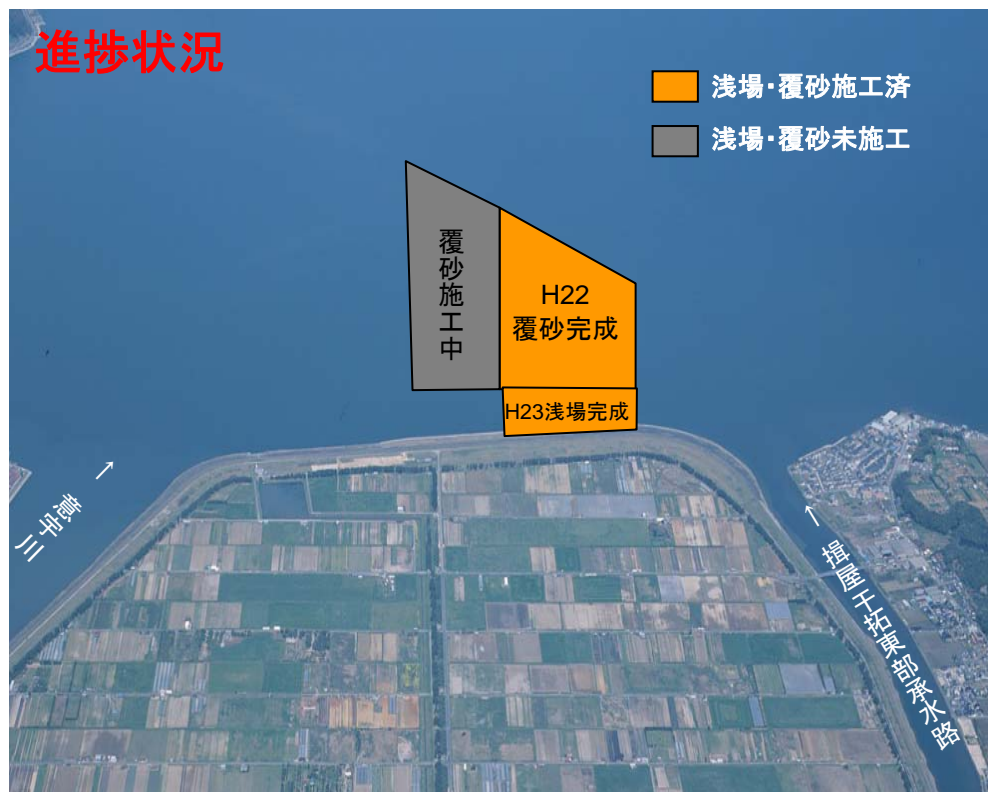 進捗状況
浅場・覆砂施工済
浅場・覆砂未施工
覆砂施工中
H22
覆砂完成
H23浅場完成
↑
意宇川
↑
揖屋干拓東部承水路